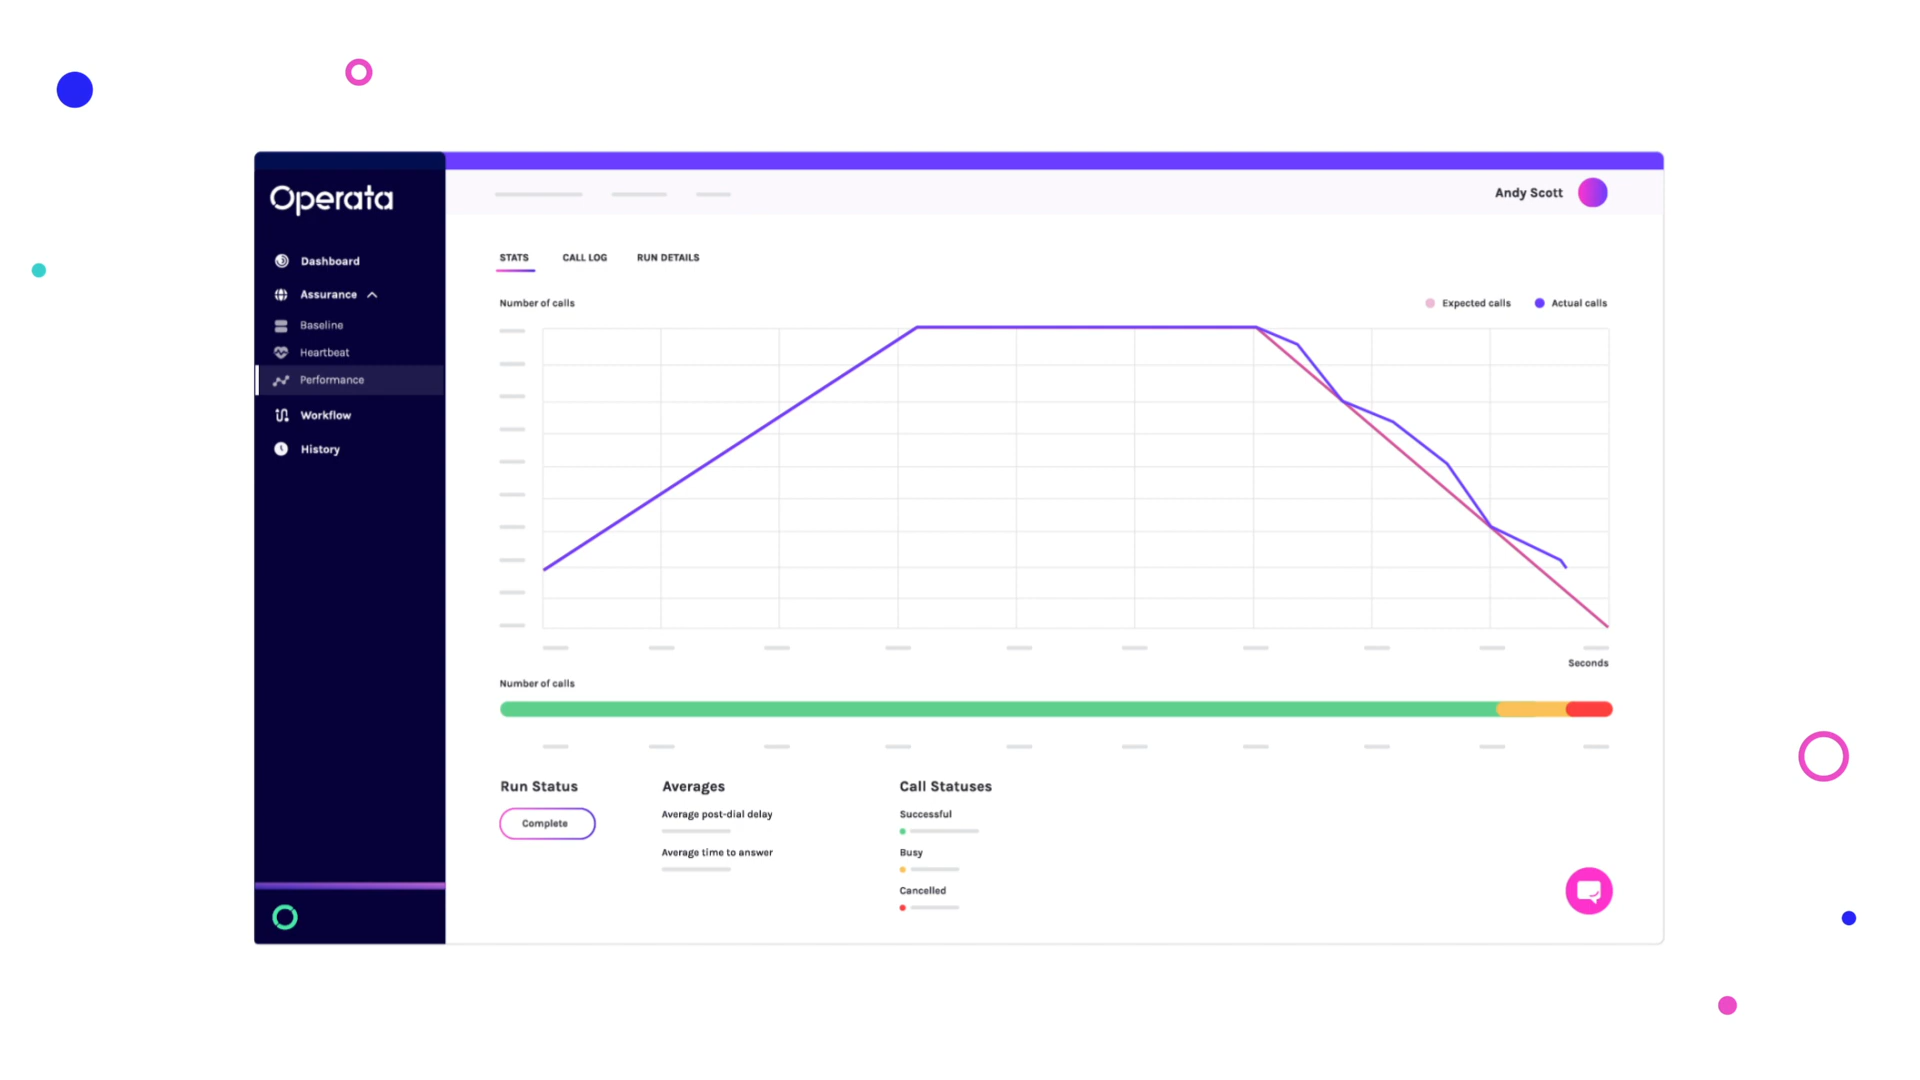 Operata
Dashboard
Assurance
Baseline
Heartbeat
Performance
Workflow
History
Andy Scott
STATS CALL LOG RUN DETAILS
Number of calls
Expected calls Actual calls
Seconds
Number of calls
Run Status
Complete
Averages
Average post-dial delay
Average time to answer
Call Statuses
Successful
Busy
Cancelled